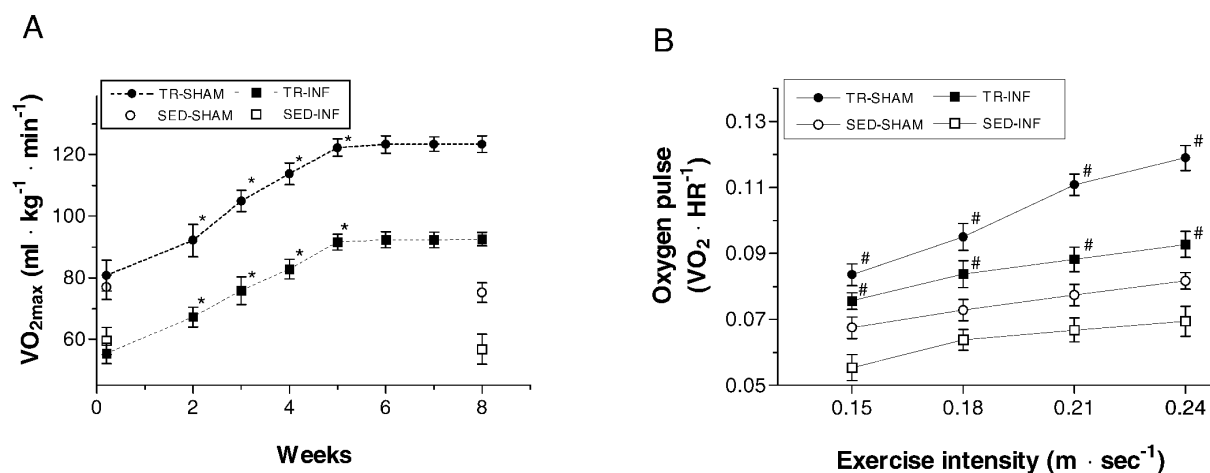 A
TR-SHAM TR-INF
SED-SHAM SED-INF
120
100
80
60
0 2 4 6 8
Weeks
VO2max (ml · kg-1 · min-1)
* * * *
* * * *
B
TR-SHAM TR-INF
SED-SHAM SED-INF
0.13
0.11
0.09
0.07
0.05
0.15 0.18 0.21 0.24
Exercise intensity (m · sec-1)
Oxygen pulse
(VO2 · HR-1)
# # # #
# # # #